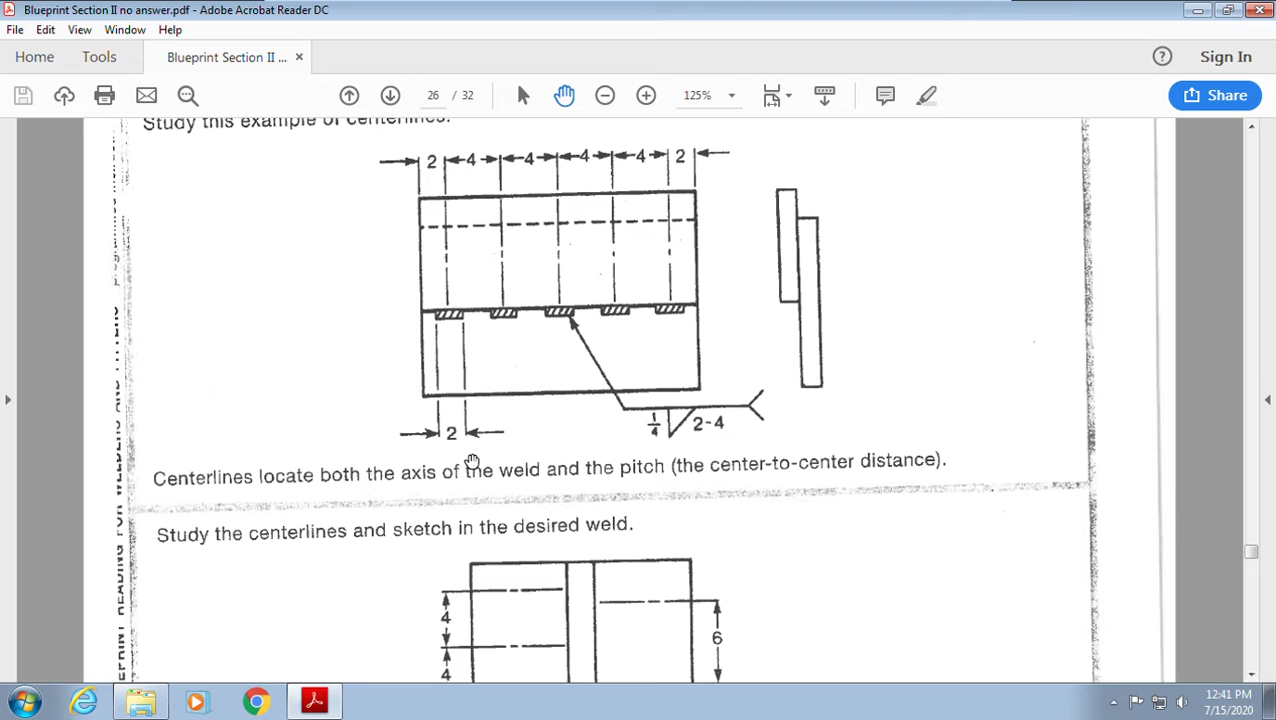 Blueprint Section II no answer.pdf - Adobe Acrobat Reader DC
File Edit View Window Help
Home Tools Blueprint Section II ... × Sign In
26 / 32 125% Share
Study this example of centerlines.
2 4 4 4 4 2
2
1/4 2-4
Centerlines locate both the axis of the weld and the pitch (the center-to-center distance).
Study the centerlines and sketch in the desired weld.
4
6
4
12:41 PM
7/15/2020